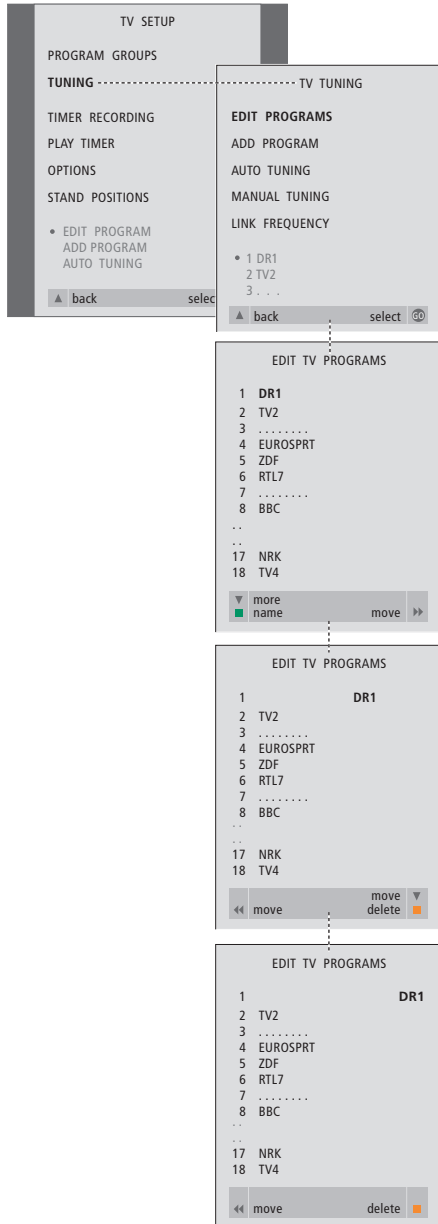 TV SETUP
PROGRAM GROUPS
TUNING
TIMER RECORDING
PLAY TIMER
OPTIONS
STAND POSITIONS
• EDIT PROGRAM
ADD PROGRAM
AUTO TUNING
▲ back selec
TV TUNING
EDIT PROGRAMS
ADD PROGRAM
AUTO TUNING
MANUAL TUNING
LINK FREQUENCY
• 1 DR1
2 TV2
3 . . .
▲ back select GO
EDIT TV PROGRAMS
1 DR1
2 TV2
3 ........
4 EUROSPRT
5 ZDF
6 RTL7
7 ........
8 BBC
..
..
17 NRK
18 TV4
▼ more
name move ▸▸
EDIT TV PROGRAMS
1 DR1
2 TV2
3 ........
4 EUROSPRT
5 ZDF
6 RTL7
7 ........
8 BBC
..
..
17 NRK
18 TV4
move ▼
◂◂ move delete
EDIT TV PROGRAMS
1 DR1
2 TV2
3 ........
4 EUROSPRT
5 ZDF
6 RTL7
7 ........
8 BBC
..
..
17 NRK
18 TV4
◂◂ move delete